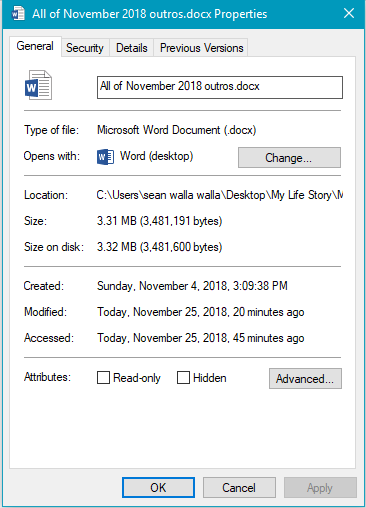 All of November 2018 outros.docx Properties
General Security Details Previous Versions
All of November 2018 outros.docx
Type of file: Microsoft Word Document (.docx)
Opens with: Word (desktop) Change...
Location: C:\Users\sean walla walla\Desktop\My Life Story\M
Size: 3.31 MB (3,481,191 bytes)
Size on disk: 3.32 MB (3,481,600 bytes)
Created: Sunday, November 4, 2018, 3:09:38 PM
Modified: Today, November 25, 2018, 20 minutes ago
Accessed: Today, November 25, 2018, 45 minutes ago
Attributes: Read-only Hidden Advanced...
OK Cancel Apply